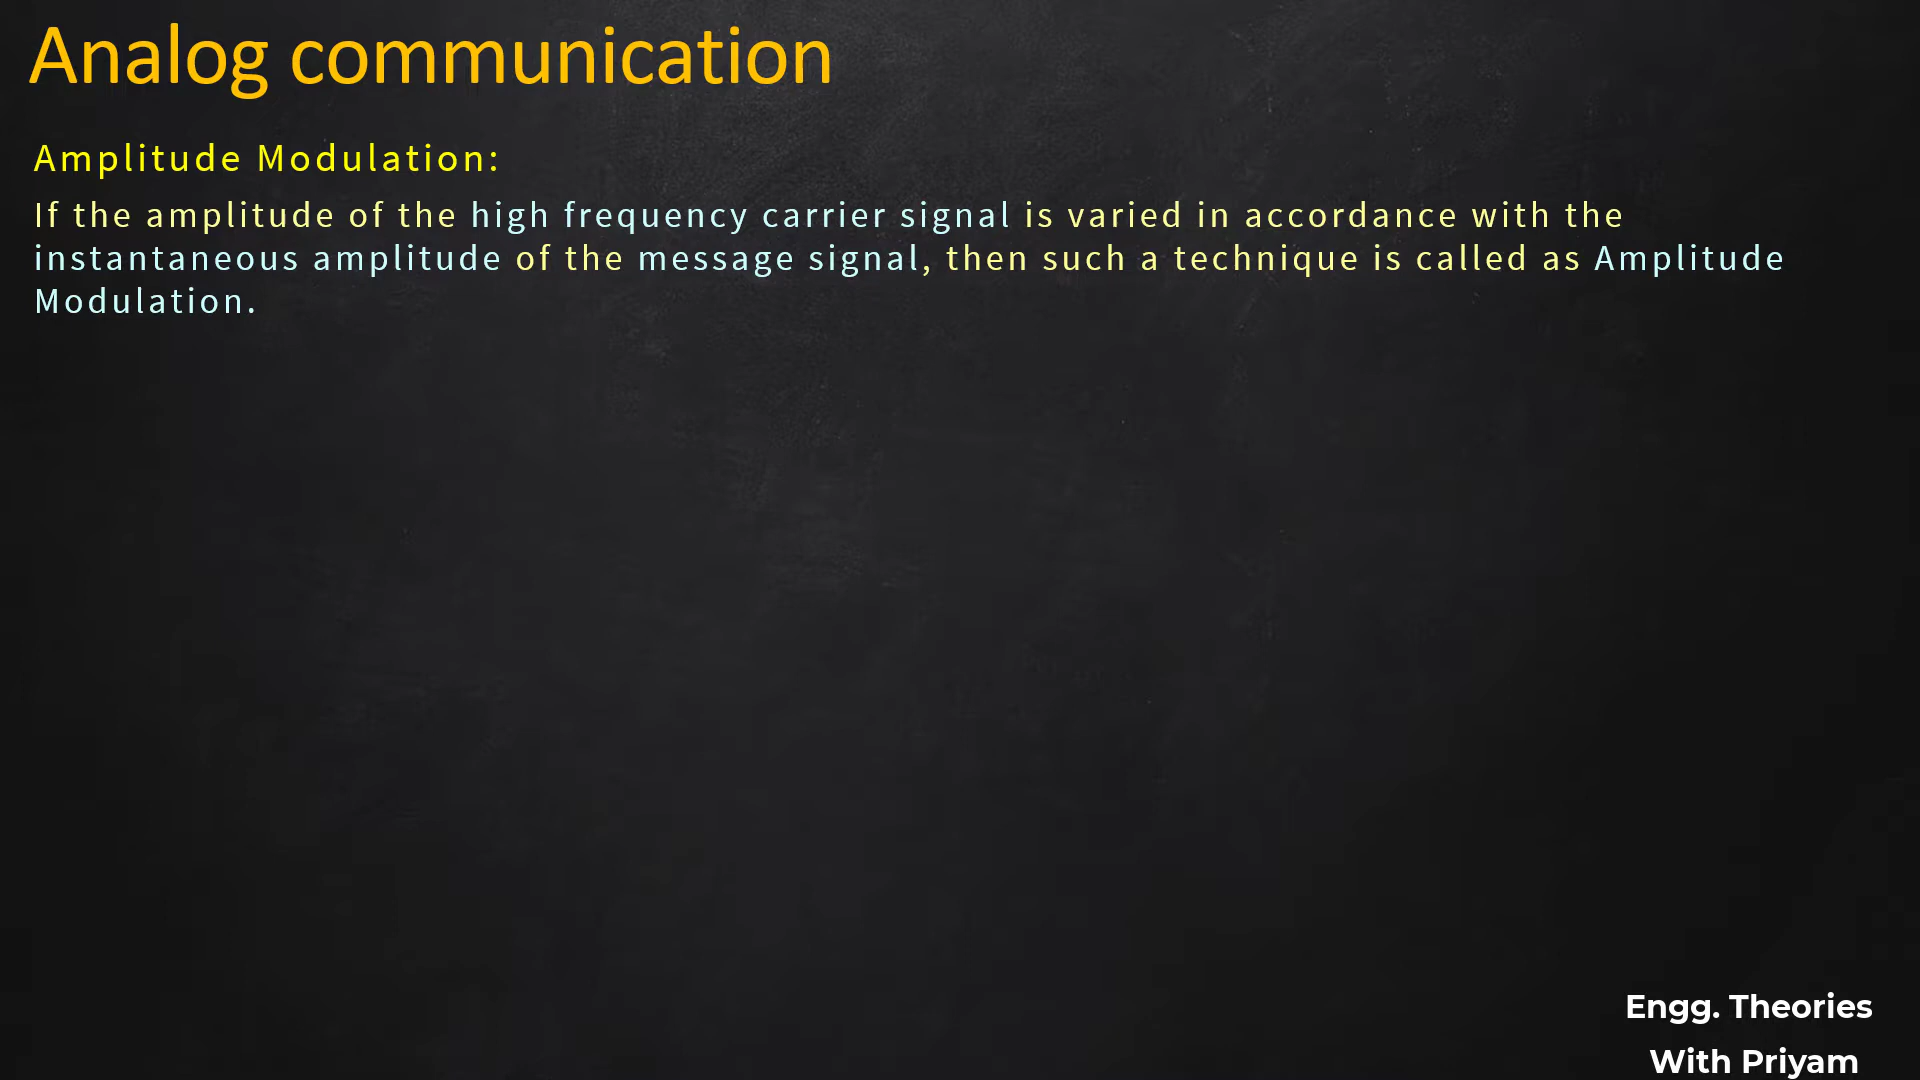 Analog communication
Amplitude Modulation:
If the amplitude of the high frequency carrier signal is varied in accordance with the
instantaneous amplitude of the message signal, then such a technique is called as Amplitude
Modulation.
Engg. Theories
With Priyam